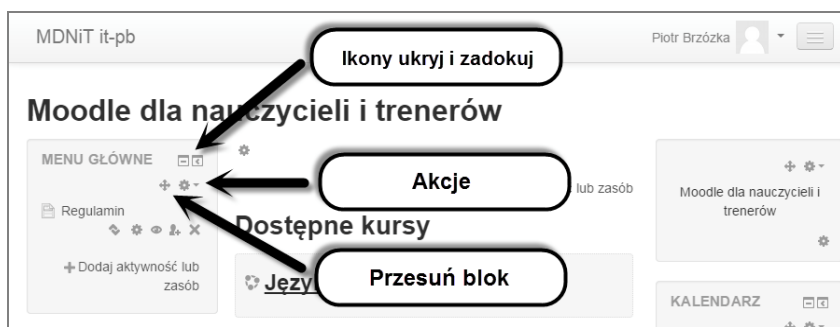 MDNiT it-pb
Piotr Brzózka
Ikony ukryj i zadokuj
Moodle dla nauczycieli i trenerów
MENU GŁÓWNE
Akcje
lub zasób
Regulamin
Dodaj aktywność lub
zasób
Dostępne kursy
Przesuń blok
Moodle dla nauczycieli i
trenerów
KALENDARZ